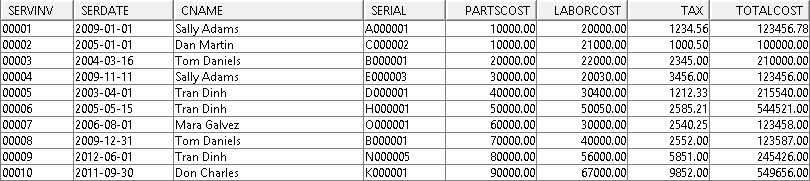 SERVINV SERDATE CNAME SERIAL PARTSCOST LABORCOST TAX TOTALCOST
00001 2009-01-01 Sally Adams A000001 10000.00 20000.00 1234.56 123456.78
00002 2005-01-01 Dan Martin C000002 10000.00 21000.00 1000.50 100000.00
00003 2004-03-16 Tom Daniels B000001 20000.00 22000.00 2345.00 210000.00
00004 2009-11-11 Sally Adams E000003 30000.00 20030.00 3456.00 123456.00
00005 2003-04-01 Tran Dinh D000001 40000.00 30400.00 1212.33 215540.00
00006 2005-05-15 Tran Dinh H000001 50000.00 50050.00 2585.21 544521.00
00007 2006-08-01 Mara Galvez O000001 60000.00 30000.00 2540.25 123458.00
00008 2009-12-31 Tom Daniels B000001 70000.00 40000.00 2552.00 123587.00
00009 2012-06-01 Tran Dinh N000005 80000.00 56000.00 5851.00 245426.00
00010 2011-09-30 Don Charles K000001 90000.00 67000.00 9852.00 549656.00